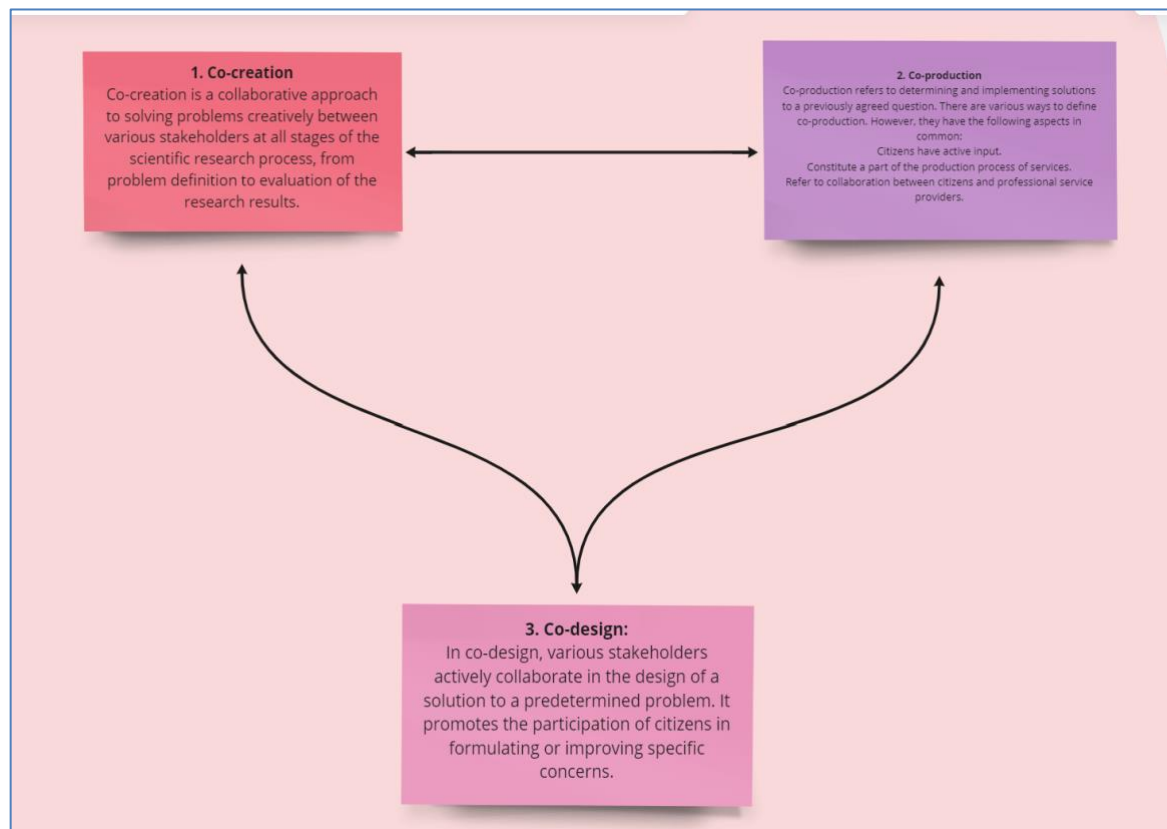 1. Co-creation
Co-creation is a collaborative approach
to solving problems creatively between
various stakeholders at all stages of the
scientific research process, from
problem definition to evaluation of the
research results.
2. Co-production
Co-production refers to determining and implementing solutions
to a previously agreed question. There are various ways to define
co-production. However, they have the following aspects in
common:
Citizens have active input.
Constitute a part of the production process of services.
Refer to collaboration between citizens and professional service
providers.
3. Co-design:
In co-design, various stakeholders
actively collaborate in the design of a
solution to a predetermined problem. It
promotes the participation of citizens in
formulating or improving specific
concerns.